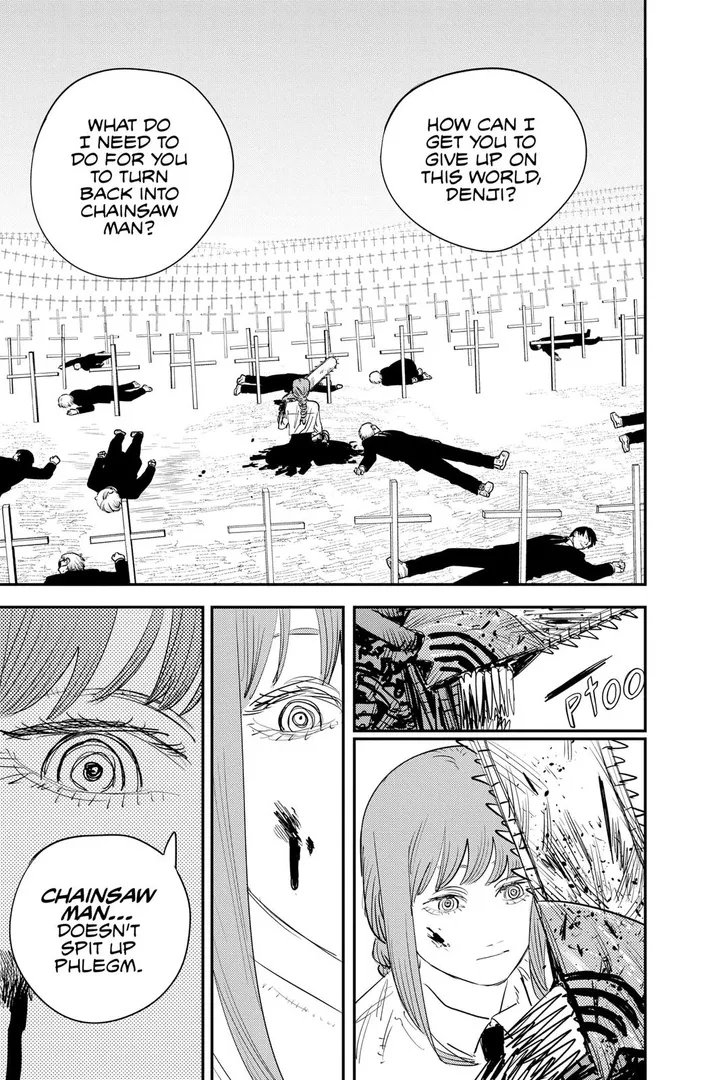 HOW CAN I
GET YOU TO
GIVE UP ON
THIS WORLD,
DENJI?
WHAT DO
I NEED TO
DO FOR YOU
TO TURN
BACK INTO
CHAINSAW
MAN?
PTOO
CHAINSAW
MAN...
DOESN'T
SPIT UP
PHLEGM.